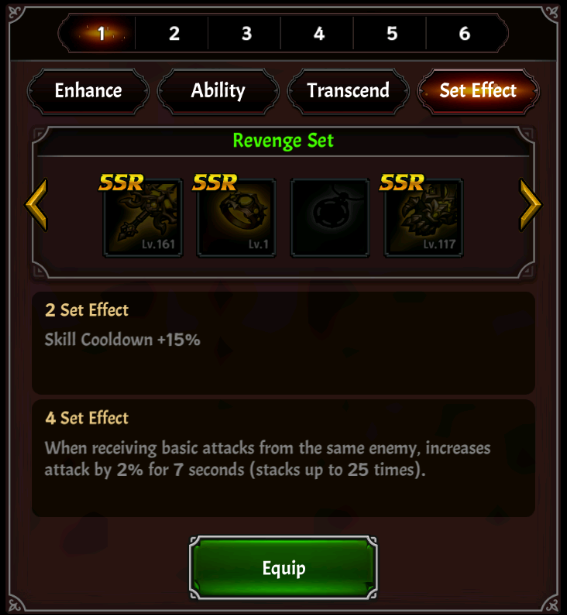 1 2 3 4 5 6
Enhance Ability Transcend Set Effect
Revenge Set
SSR SSR SSR
Lv.161 Lv.1 Lv.117
2 Set Effect
Skill Cooldown +15%
4 Set Effect
When receiving basic attacks from the same enemy, increases
attack by 2% for 7 seconds (stacks up to 25 times).
Equip